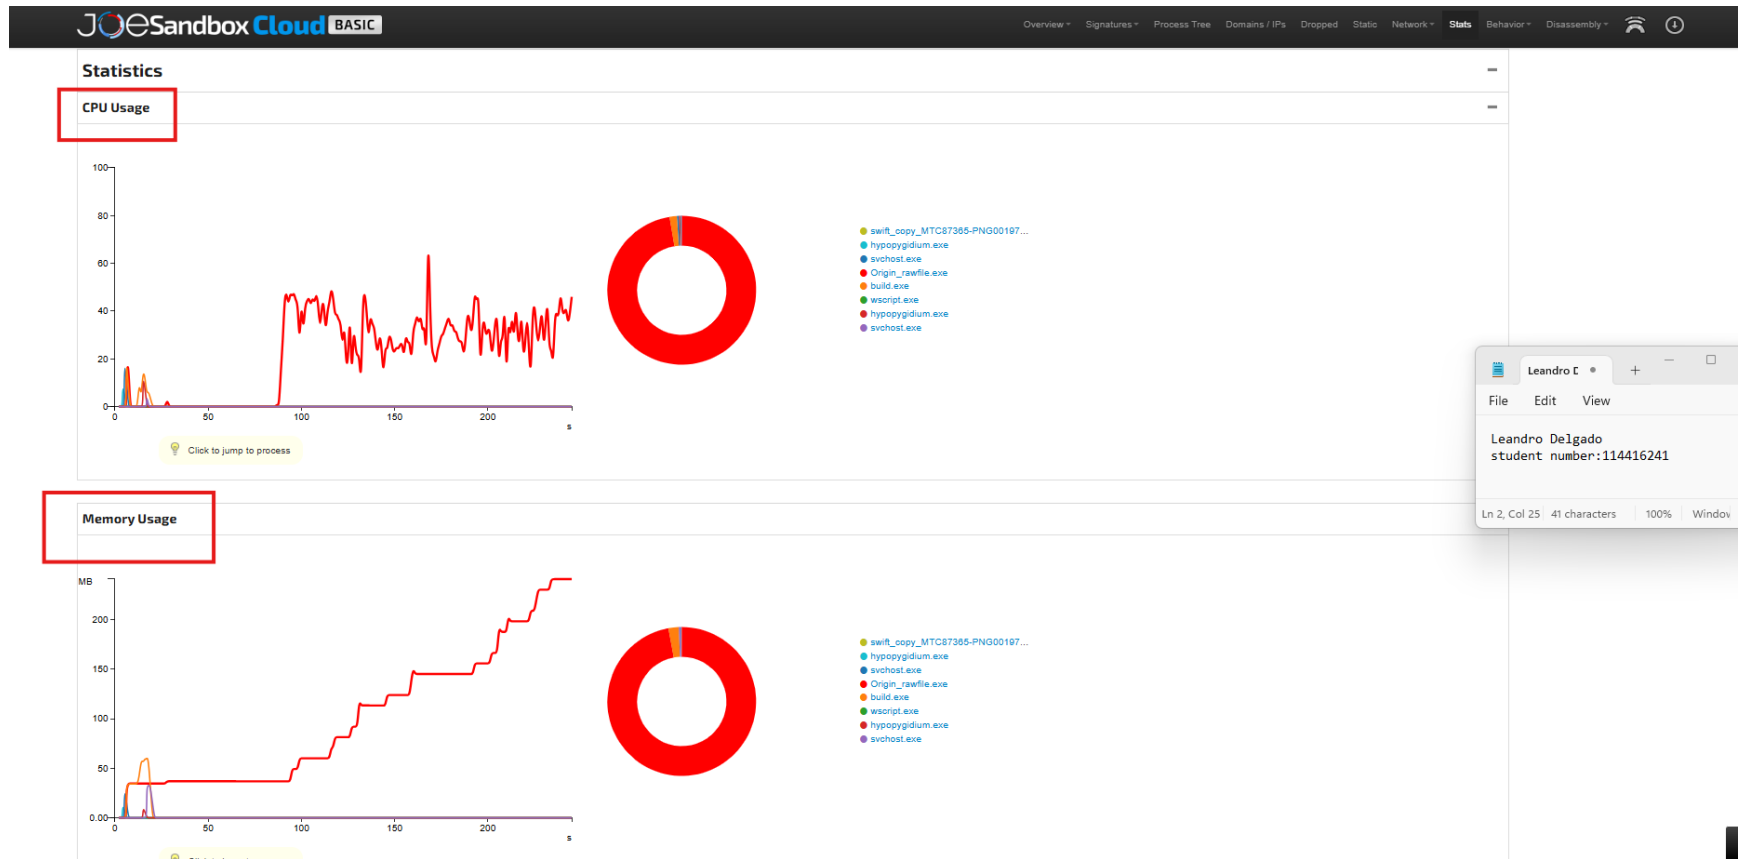 JOeSandbox Cloud BASIC
Overview Signatures Process Tree Domains / IPs Dropped Static Network Stats Behavior Disassembly
Statistics
CPU Usage
100
80
60
40
20
0
0 50 100 150 200
s
swift_copy_MTC87365-PNG00197...
hypopygidium.exe
svchost.exe
Origin_rawfile.exe
build.exe
wscript.exe
hypopygidium.exe
svchost.exe
Click to jump to process
Leandro D
File Edit View
Leandro Delgado
student number:114416241
Ln 2, Col 25 41 characters 100% Window
Memory Usage
MB
200
150
100
50
0.00
0 50 100 150 200
s
swift_copy_MTC87365-PNG00197...
hypopygidium.exe
svchost.exe
Origin_rawfile.exe
build.exe
wscript.exe
hypopygidium.exe
svchost.exe